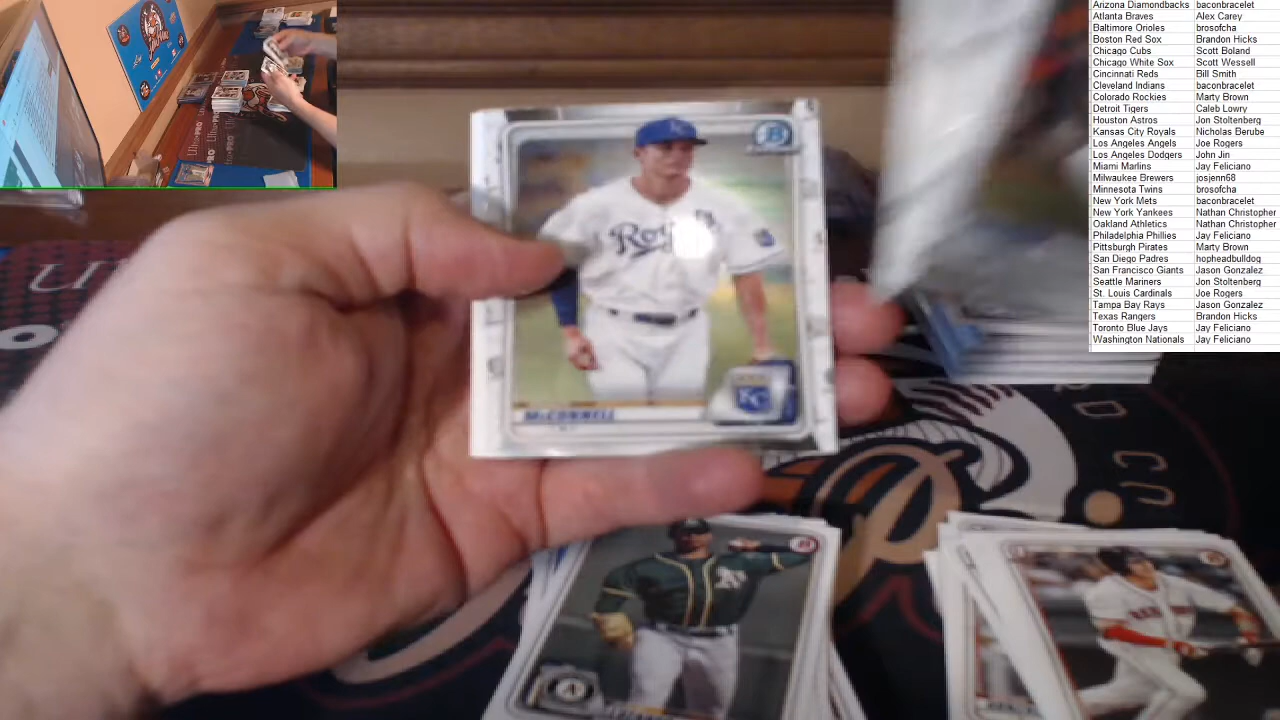 Arizona Diamondbacks baconbracelet
Atlanta Braves Alex Carey
Baltimore Orioles brosofcha
Boston Red Sox Brandon Hicks
Chicago Cubs Scott Boland
Chicago White Sox Scott Wessell
Cincinnati Reds Bill Smith
Cleveland Indians baconbracelet
Colorado Rockies Marty Brown
Detroit Tigers Caleb Lowry
Houston Astros Jon Stoltenberg
Kansas City Royals Nicholas Berube
Los Angeles Angels Joe Rogers
Los Angeles Dodgers John Jin
Miami Marlins Jay Feliciano
Milwaukee Brewers josjenn68
Minnesota Twins brosofcha
New York Mets baconbracelet
New York Yankees Nathan Christopher
Oakland Athletics Nathan Christopher
Philadelphia Phillies Jay Feliciano
Pittsburgh Pirates Marty Brown
San Diego Padres hopheadbulldog
San Francisco Giants Jason Gonzalez
Seattle Mariners Jon Stoltenberg
St. Louis Cardinals Joe Rogers
Tampa Bay Rays Jason Gonzalez
Texas Rangers Brandon Hicks
Toronto Blue Jays Jay Feliciano
Washington Nationals Jay Feliciano
B
KC
McCONNELL
A